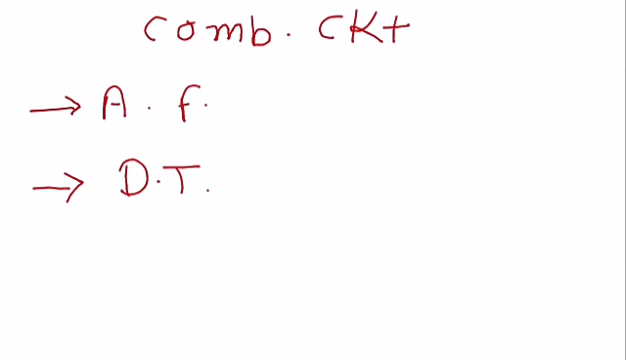 comb. ckt
→ A. f.
→ D.T.